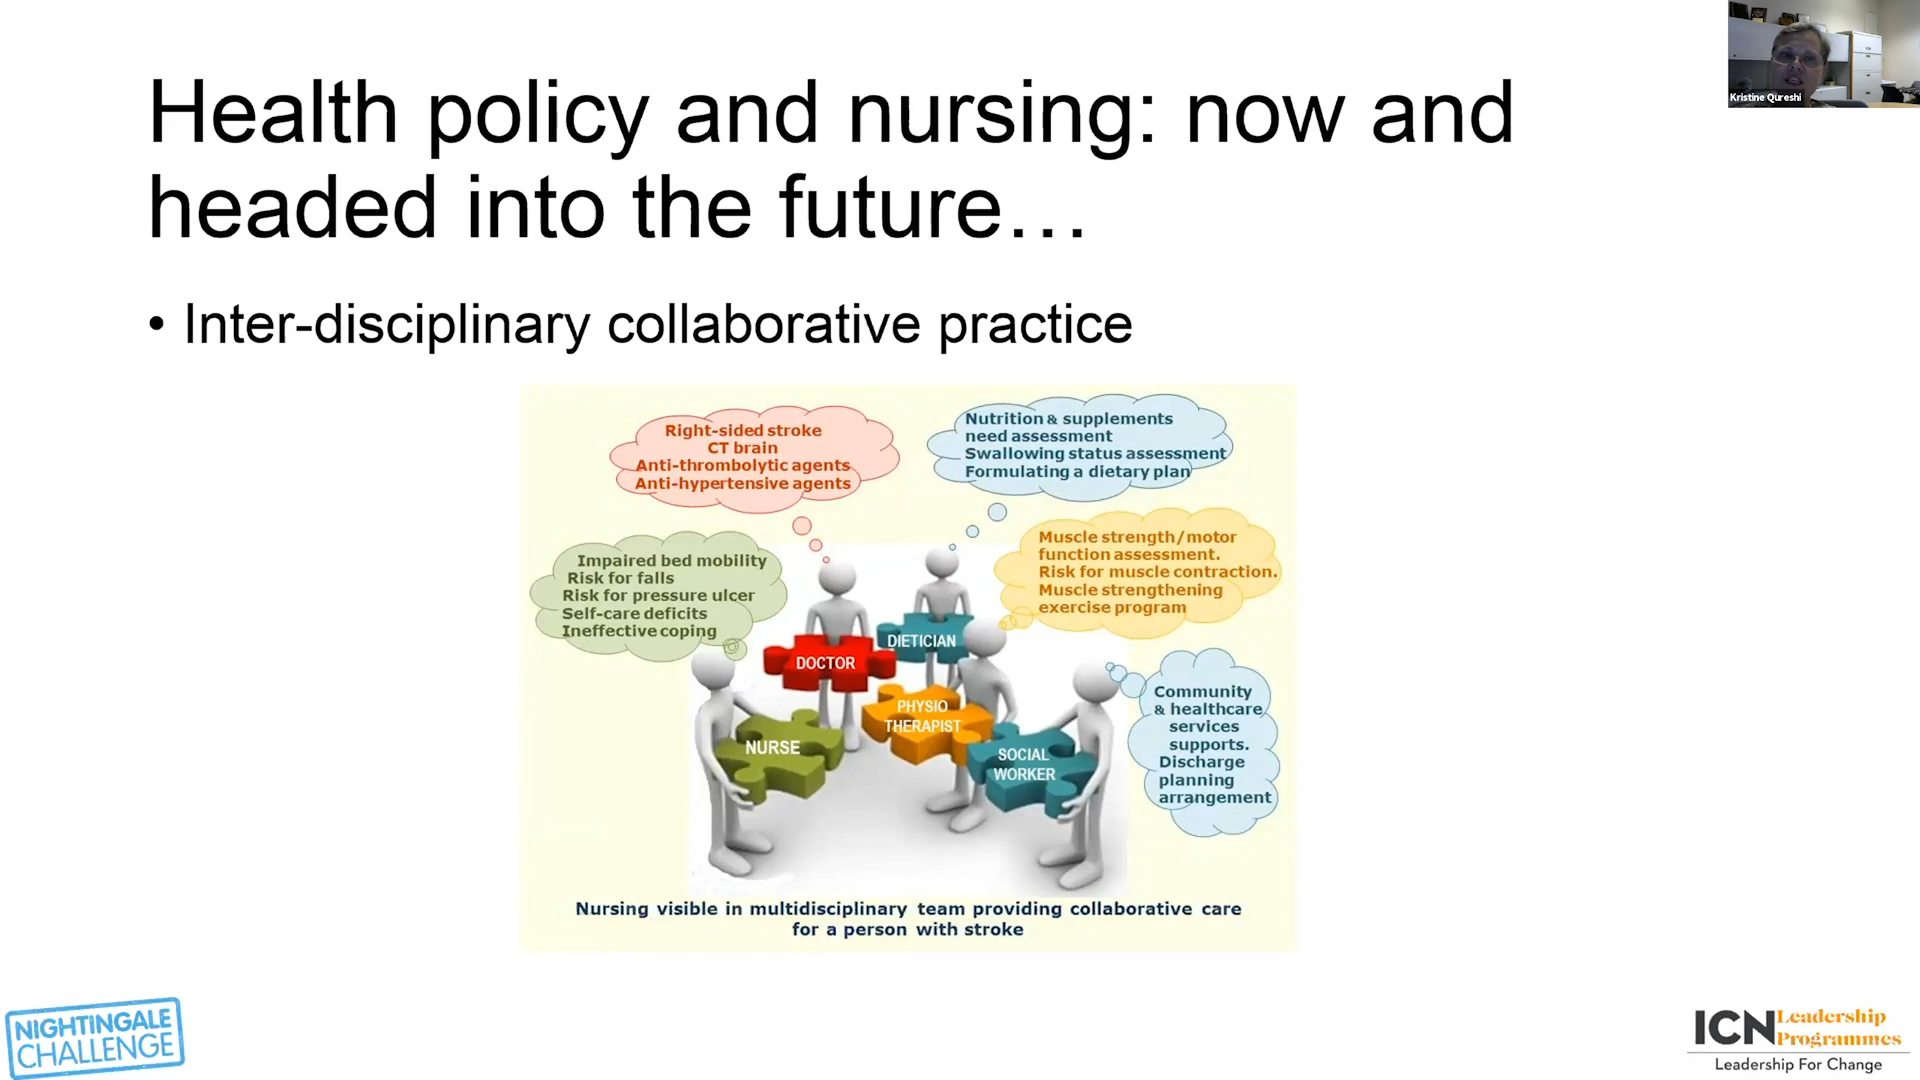 Health policy and nursing: now and
headed into the future…
• Inter-disciplinary collaborative practice
Kristine Qureshi
Right-sided stroke
CT brain
Anti-thrombolytic agents
Anti-hypertensive agents
Nutrition & supplements
need assessment
Swallowing status assessment
Formulating a dietary plan
Impaired bed mobility
Risk for falls
Risk for pressure ulcer
Self-care deficits
Ineffective coping
Muscle strength/motor
function assessment.
Risk for muscle contraction.
Muscle strengthening
exercise program
Community
& healthcare
services
supports.
Discharge
planning
arrangement
DOCTOR
DIETICIAN
NURSE
PHYSIO
THERAPIST
SOCIAL
WORKER
Nursing visible in multidisciplinary team providing collaborative care
for a person with stroke
NIGHTINGALE
CHALLENGE
ICN Leadership
Programmes
Leadership For Change